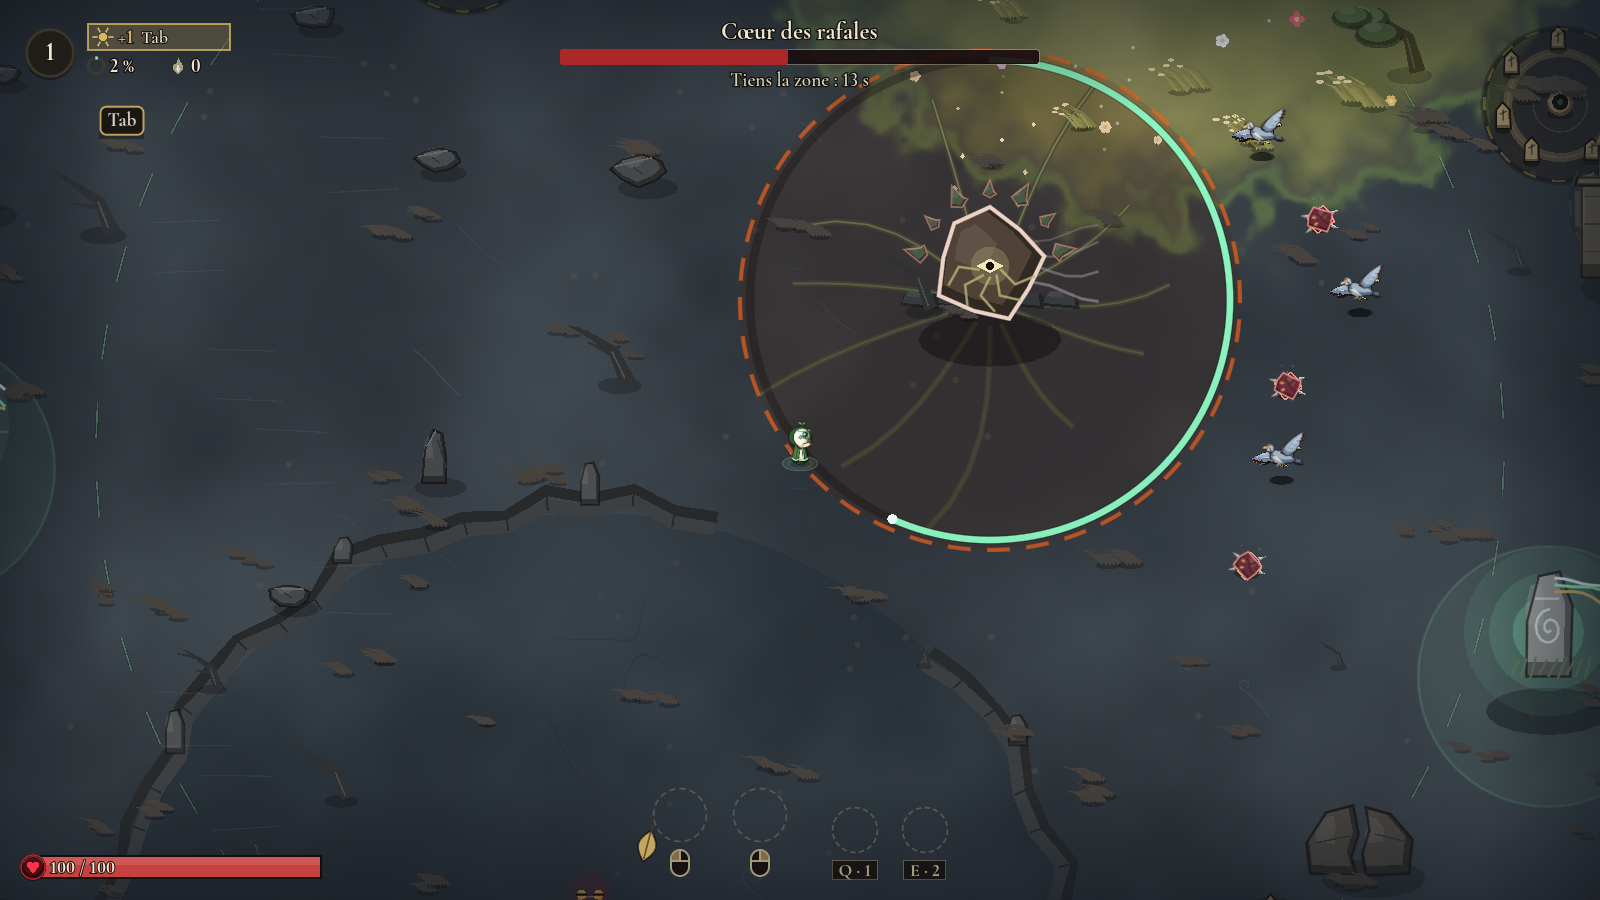 Cœur des rafales
1
+1 Tab
2 %
0
Tiens la zone : 13 s
Tab
100 / 100
Q · 1
E · 2